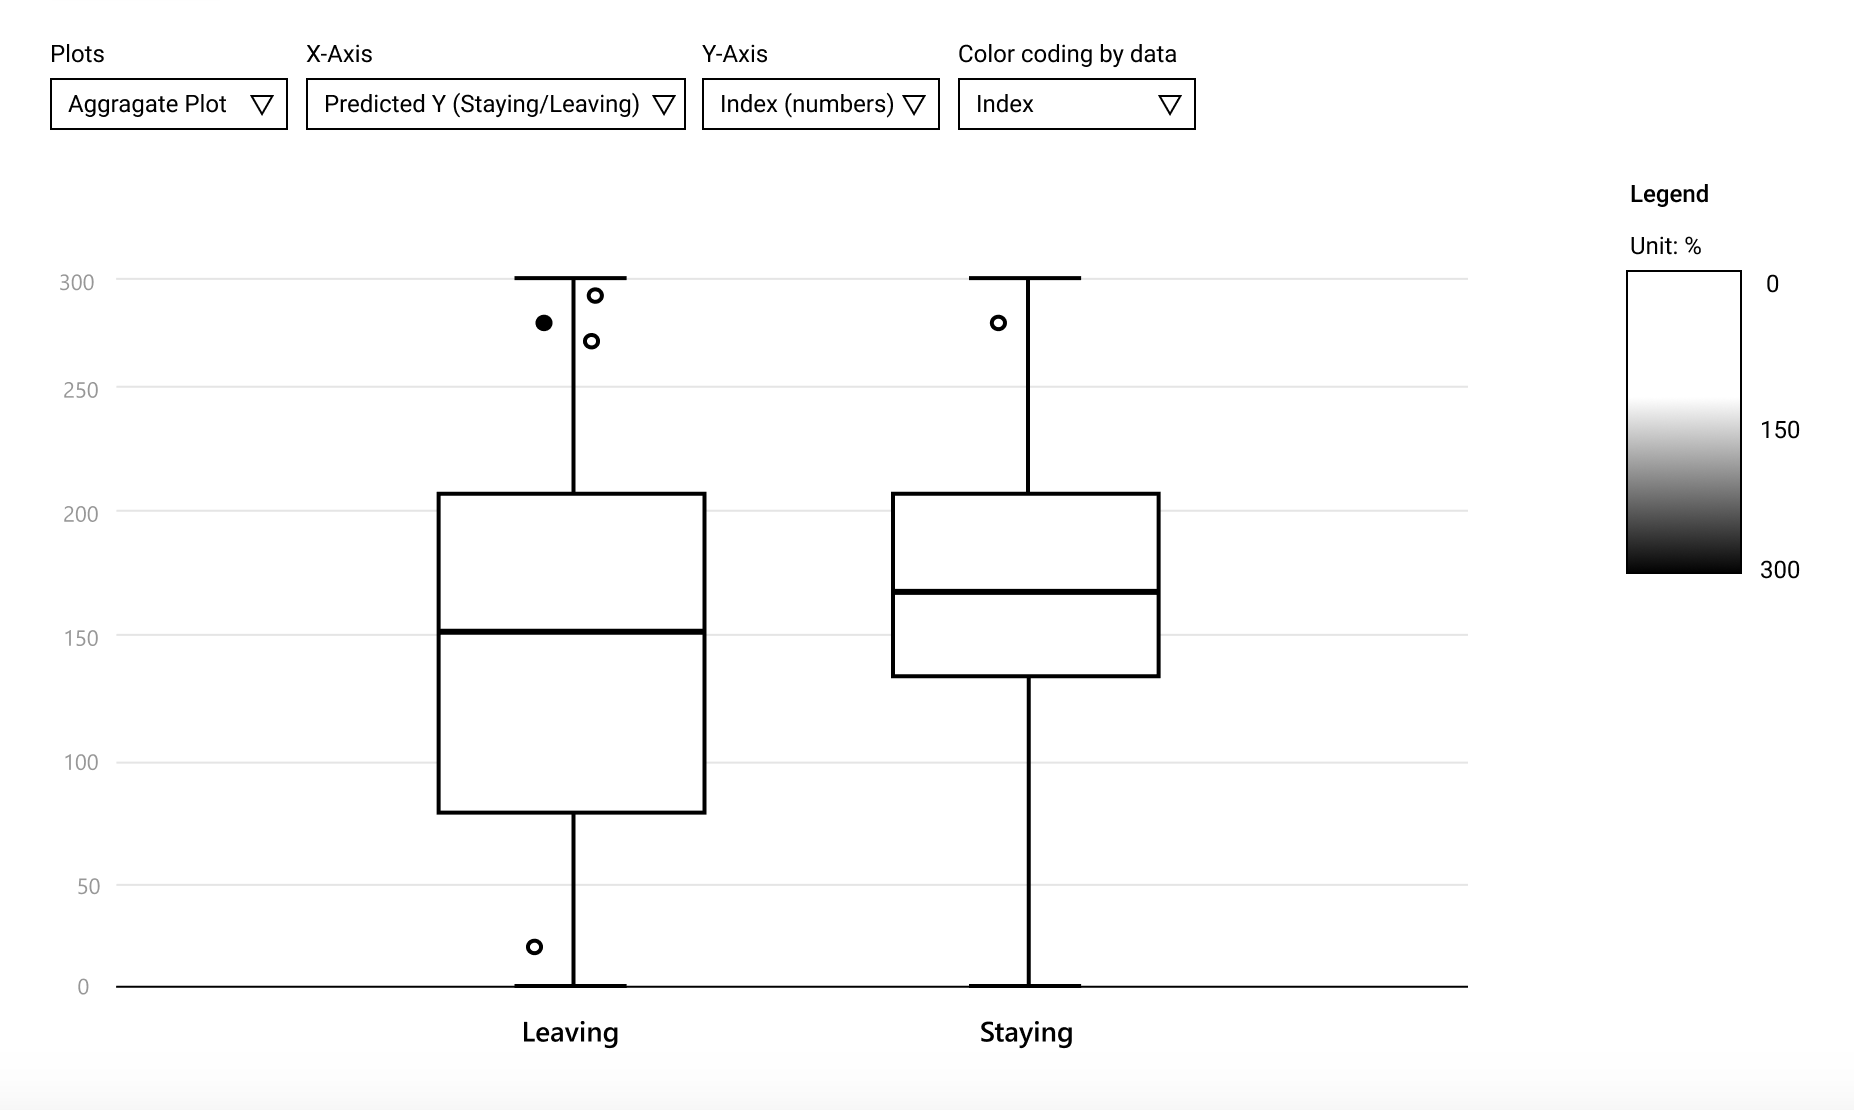 Plots
X-Axis
Y-Axis
Color coding by data
Aggragate Plot
Predicted Y (Staying/Leaving)
Index (numbers)
Index
Legend
Unit: %
0
150
300
300
250
200
150
100
50
0
Leaving
Staying